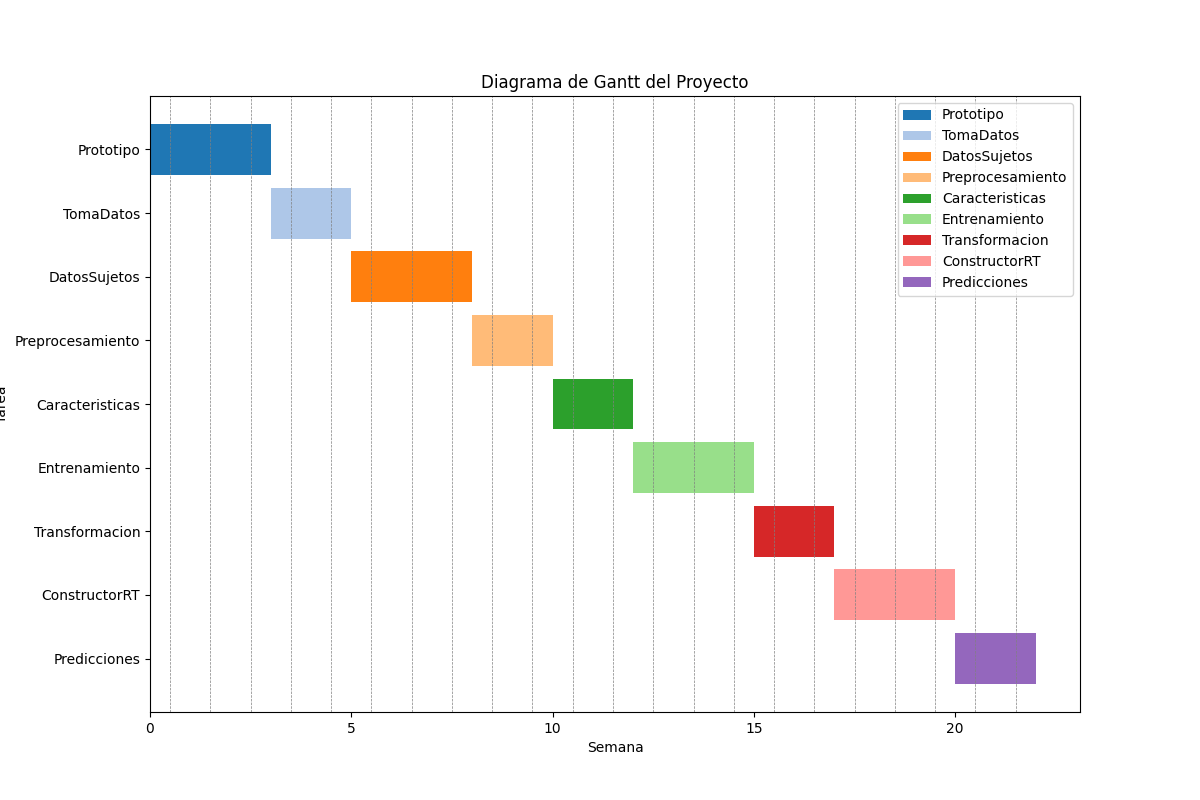 Diagrama de Gantt del Proyecto
Prototipo
TomaDatos
DatosSujetos
Preprocesamiento
Caracteristicas
Entrenamiento
Transformacion
ConstructorRT
Predicciones
Prototipo
TomaDatos
DatosSujetos
Preprocesamiento
Caracteristicas
Entrenamiento
Transformacion
ConstructorRT
Predicciones
0 5 10 15 20
Semana